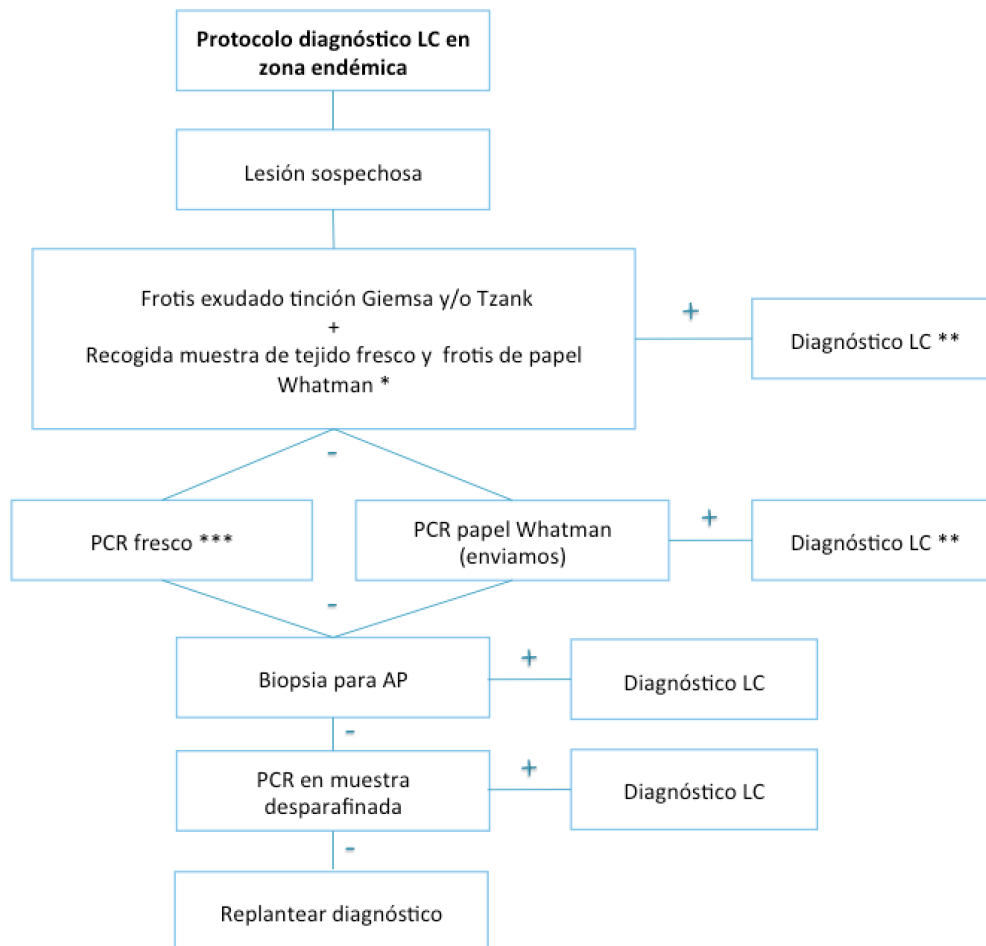 Protocolo diagnóstico LC en
zona endémica
Lesión sospechosa
Frotis exudado tinción Giemsa y/o Tzank
+
Recogida muestra de tejido fresco y frotis de papel
Whatman *
+
Diagnóstico LC **
-
PCR fresco ***
PCR papel Whatman
(enviamos)
+
Diagnóstico LC **
-
Biopsia para AP
+
Diagnóstico LC
-
PCR en muestra
desparafinada
+
Diagnóstico LC
-
Replantear diagnóstico